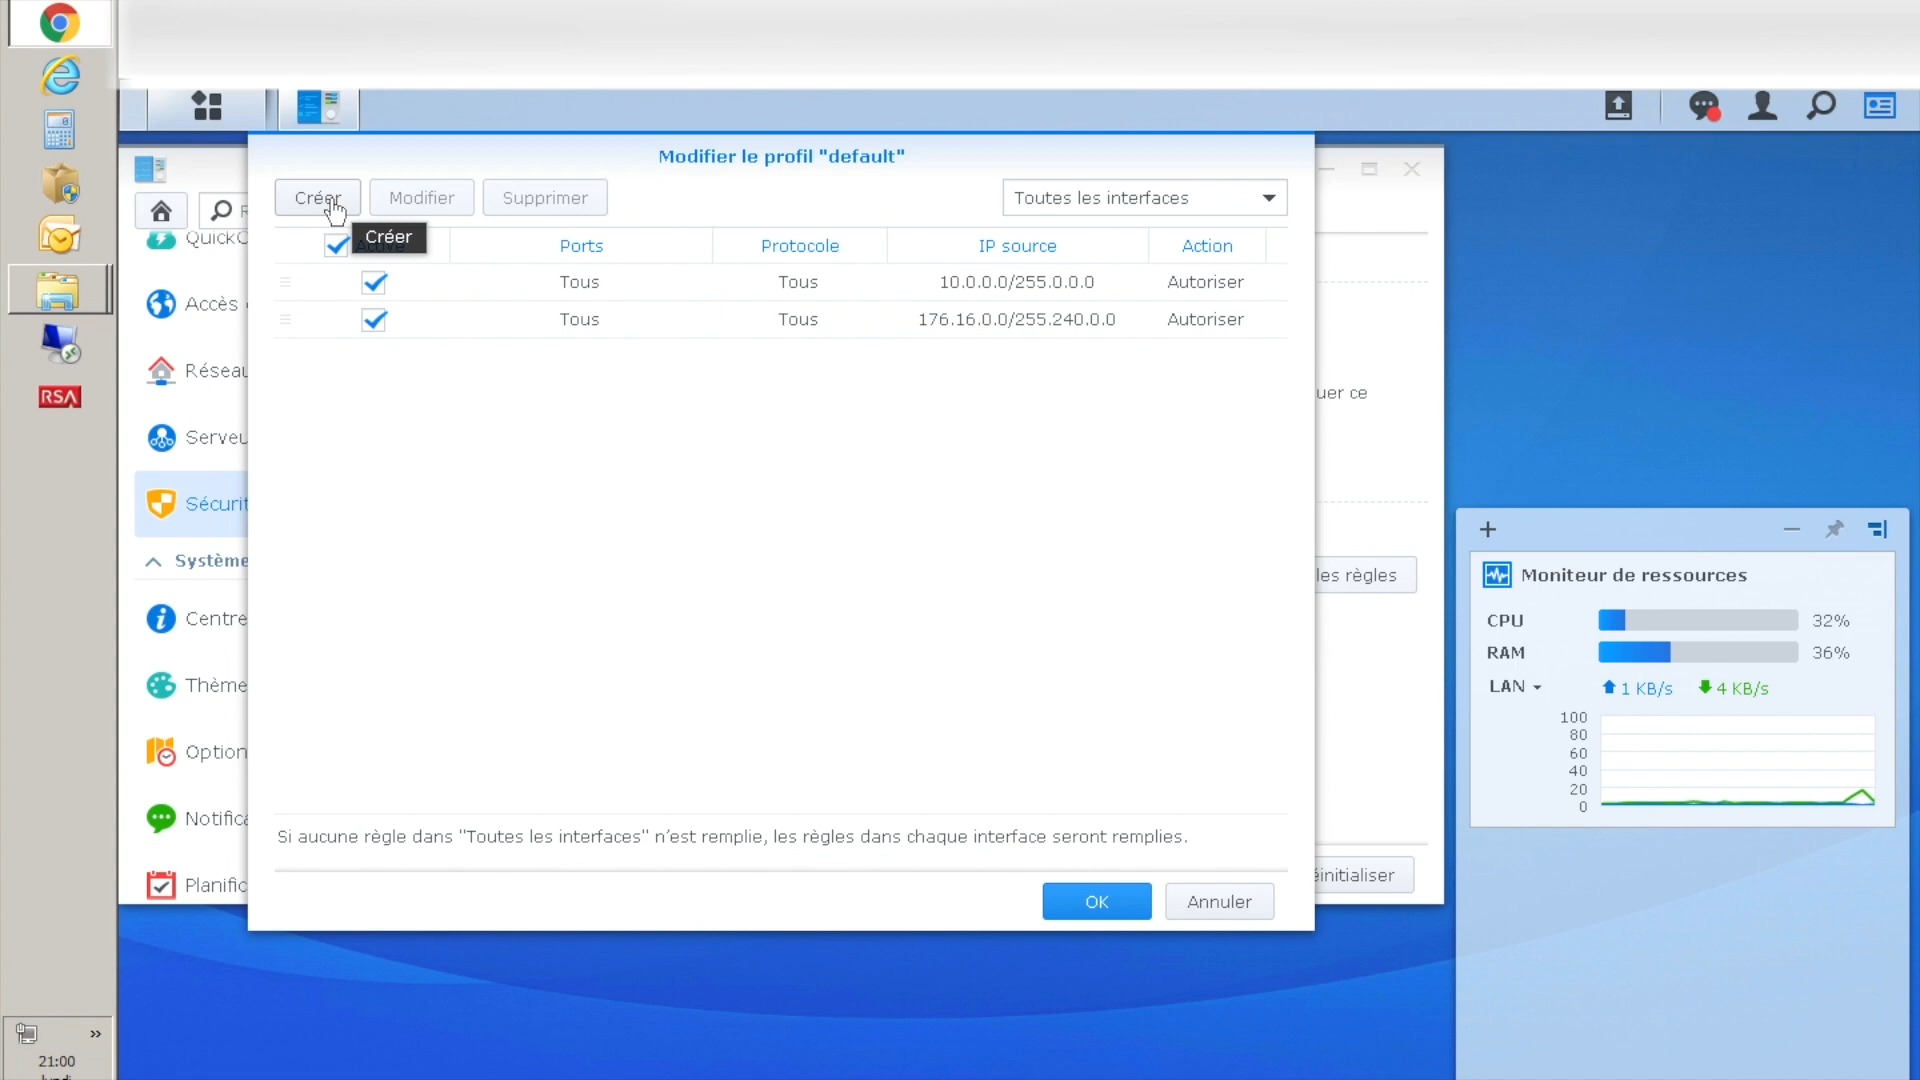 Modifier le profil "default"
Créer
Modifier
Supprimer
Toutes les interfaces
Créer
Ports
Protocole
IP source
Action
Tous
Tous
10.0.0.0/255.0.0.0
Autoriser
Tous
Tous
176.16.0.0/255.240.0.0
Autoriser
Si aucune règle dans "Toutes les interfaces" n'est remplie, les règles dans chaque interface seront remplies.
OK
Annuler
R
QuickC
Accès
Réseau
Serveu
Sécurit
Système
Centre
Thème
Option
Notifica
Planific
uer ce
les règles
éinitialiser
RSA
Moniteur de ressources
CPU
32%
RAM
36%
LAN
1 KB/s
4 KB/s
100
80
60
40
20
0
21:00